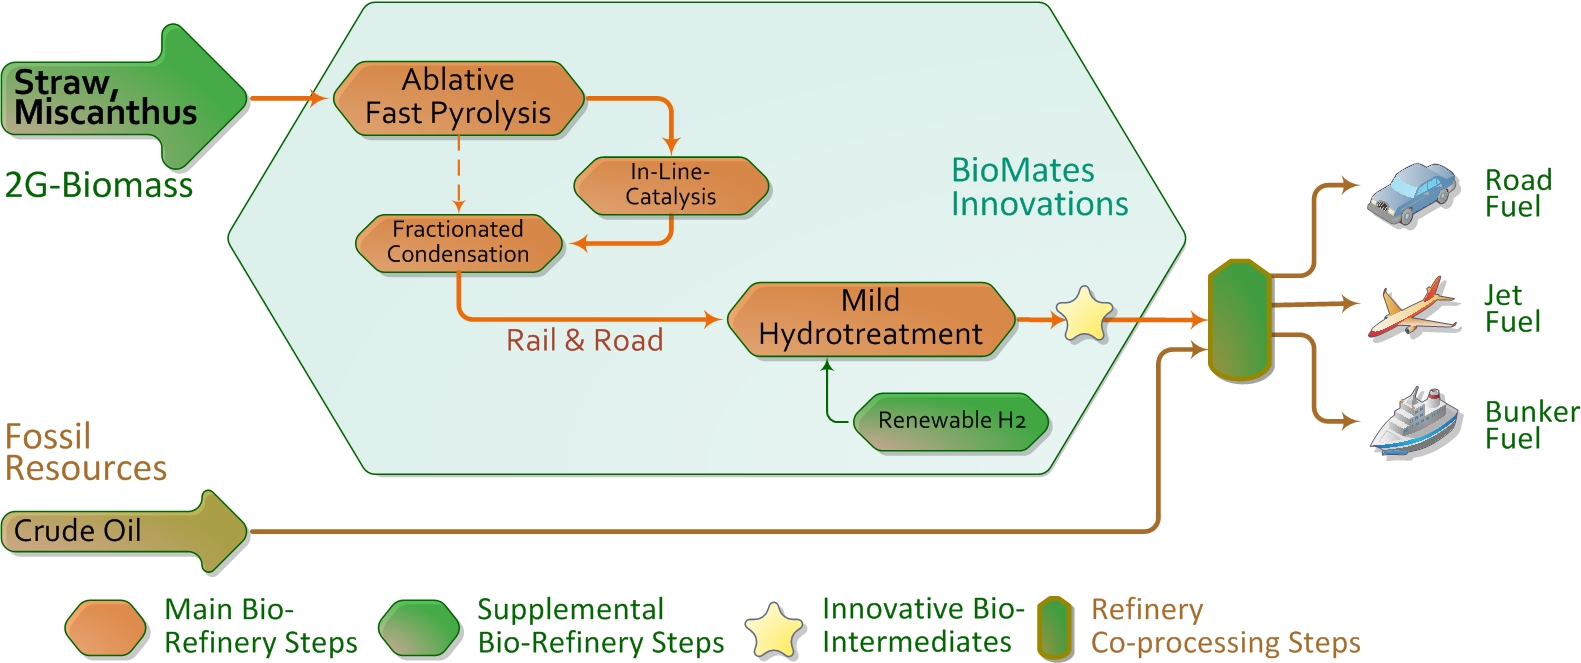 Straw,
Miscanthus
2G-Biomass
Ablative
Fast Pyrolysis
In-Line-
Catalysis
Fractionated
Condensation
BioMates
Innovations
Mild
Hydrotreatment
Rail & Road
Renewable H2
Road
Fuel
Jet
Fuel
Bunker
Fuel
Fossil
Resources
Crude Oil
Main Bio-
Refinery Steps
Supplemental
Bio-Refinery Steps
Innovative Bio-
Intermediates
Refinery
Co-processing Steps